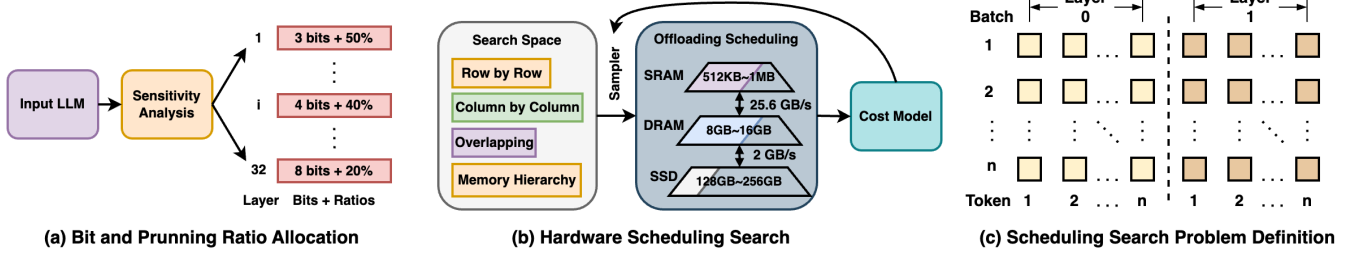 Input LLM
Sensitivity
Analysis
1
3 bits + 50%
i
4 bits + 40%
32
8 bits + 20%
Layer
Bits + Ratios
(a) Bit and Prunning Ratio Allocation
Search Space
Row by Row
Column by Column
Overlapping
Memory Hierarchy
Sampler
Offloading Scheduling
SRAM
512KB~1MB
25.6 GB/s
DRAM
8GB~16GB
2 GB/s
SSD
128GB~256GB
Cost Model
(b) Hardware Scheduling Search
Layer
Layer
Batch
0
1
1
2
n
Token
1
2
...
n
1
2
...
n
(c) Scheduling Search Problem Definition